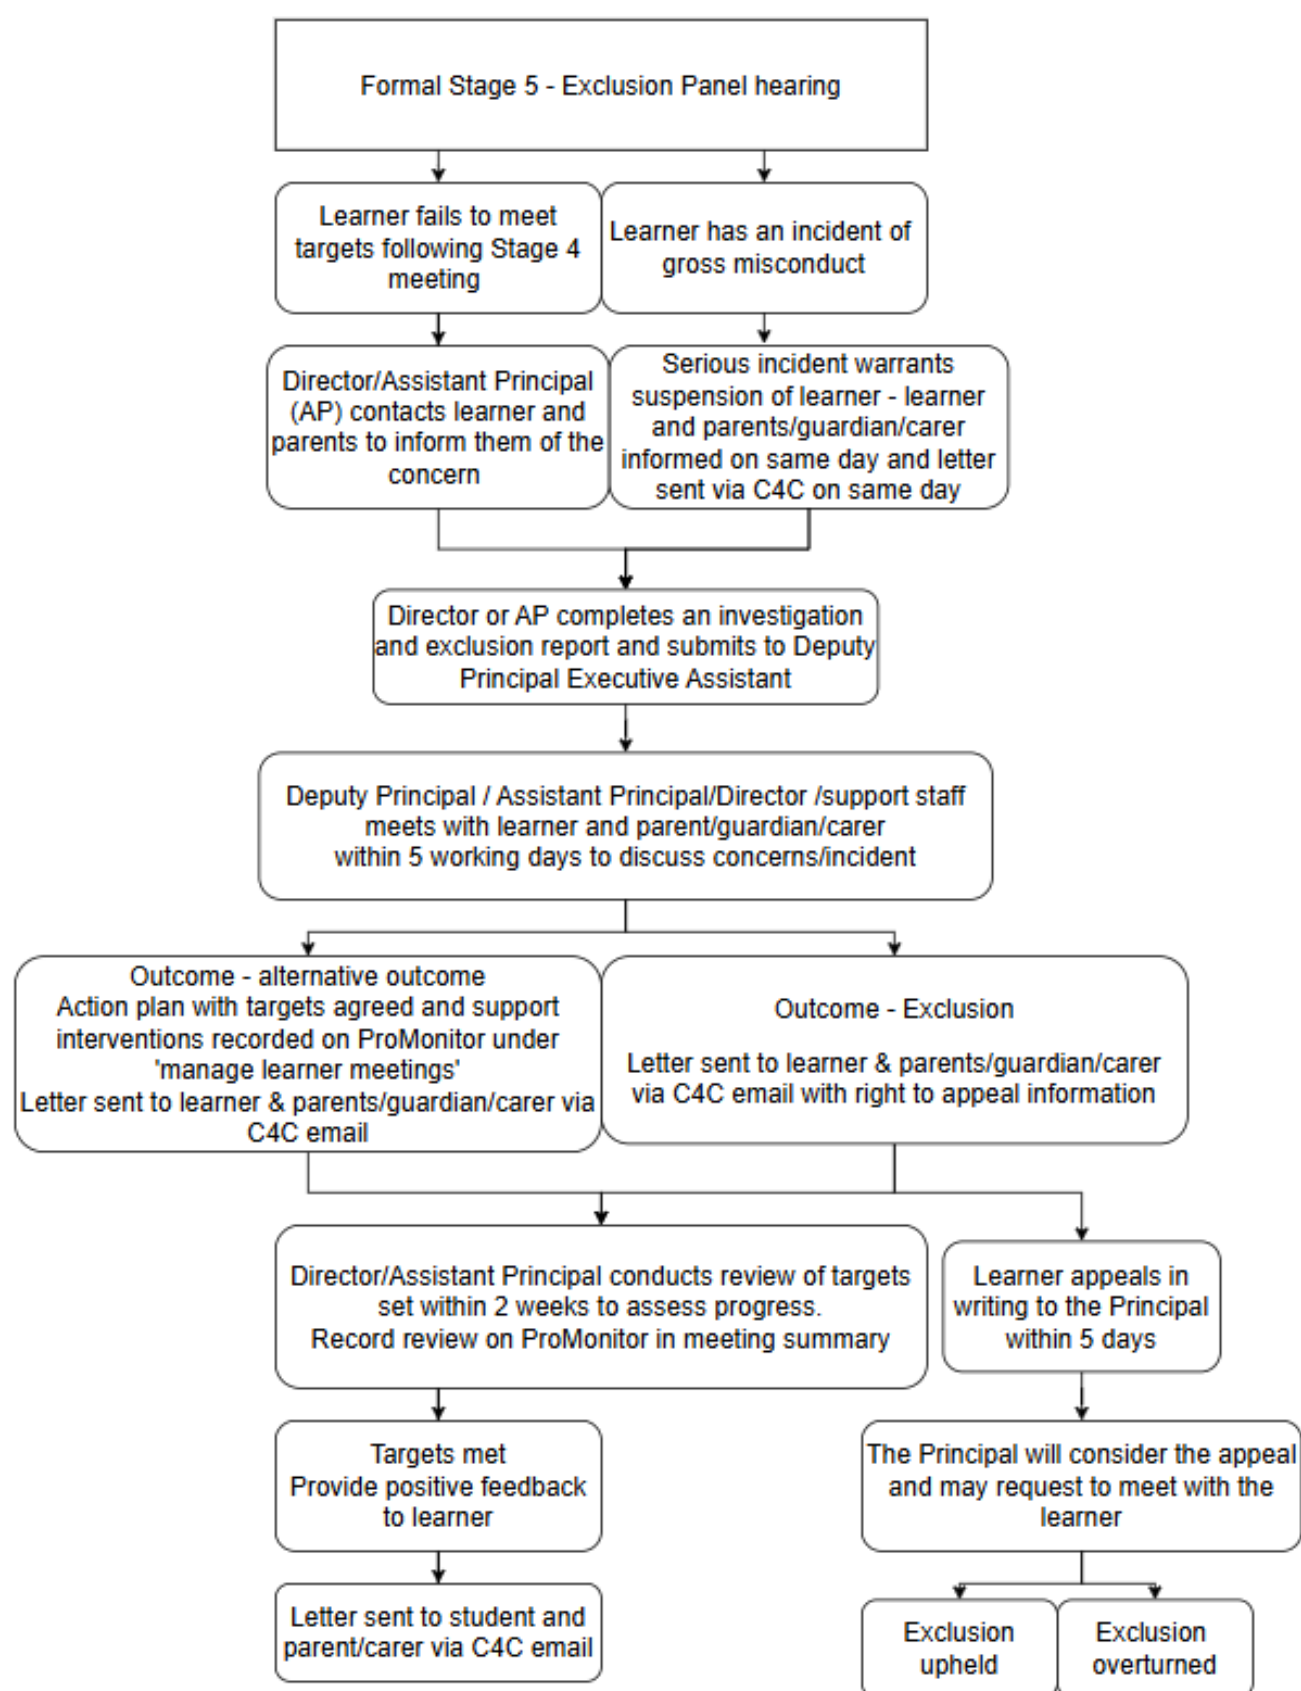 Formal Stage 5 - Exclusion Panel hearing
Learner fails to meet
targets following Stage 4
meeting
Learner has an incident of
gross misconduct
Director/Assistant Principal
(AP) contacts learner and
parents to inform them of the
concern
Serious incident warrants
suspension of learner - learner
and parents/guardian/carer
informed on same day and letter
sent via C4C on same day
Director or AP completes an investigation
and exclusion report and submits to Deputy
Principal Executive Assistant
Deputy Principal / Assistant Principal/Director /support staff
meets with learner and parent/guardian/carer
within 5 working days to discuss concerns/incident
Outcome - alternative outcome
Action plan with targets agreed and support
interventions recorded on ProMonitor under
'manage learner meetings'
Letter sent to learner & parents/guardian/carer via
C4C email
Outcome - Exclusion
Letter sent to learner & parents/guardian/carer
via C4C email with right to appeal information
Director/Assistant Principal conducts review of targets
set within 2 weeks to assess progress.
Record review on ProMonitor in meeting summary
Learner appeals in
writing to the Principal
within 5 days
Targets met
Provide positive feedback
to learner
The Principal will consider the appeal
and may request to meet with the
learner
Letter sent to student and
parent/carer via C4C email
Exclusion
upheld
Exclusion
overturned